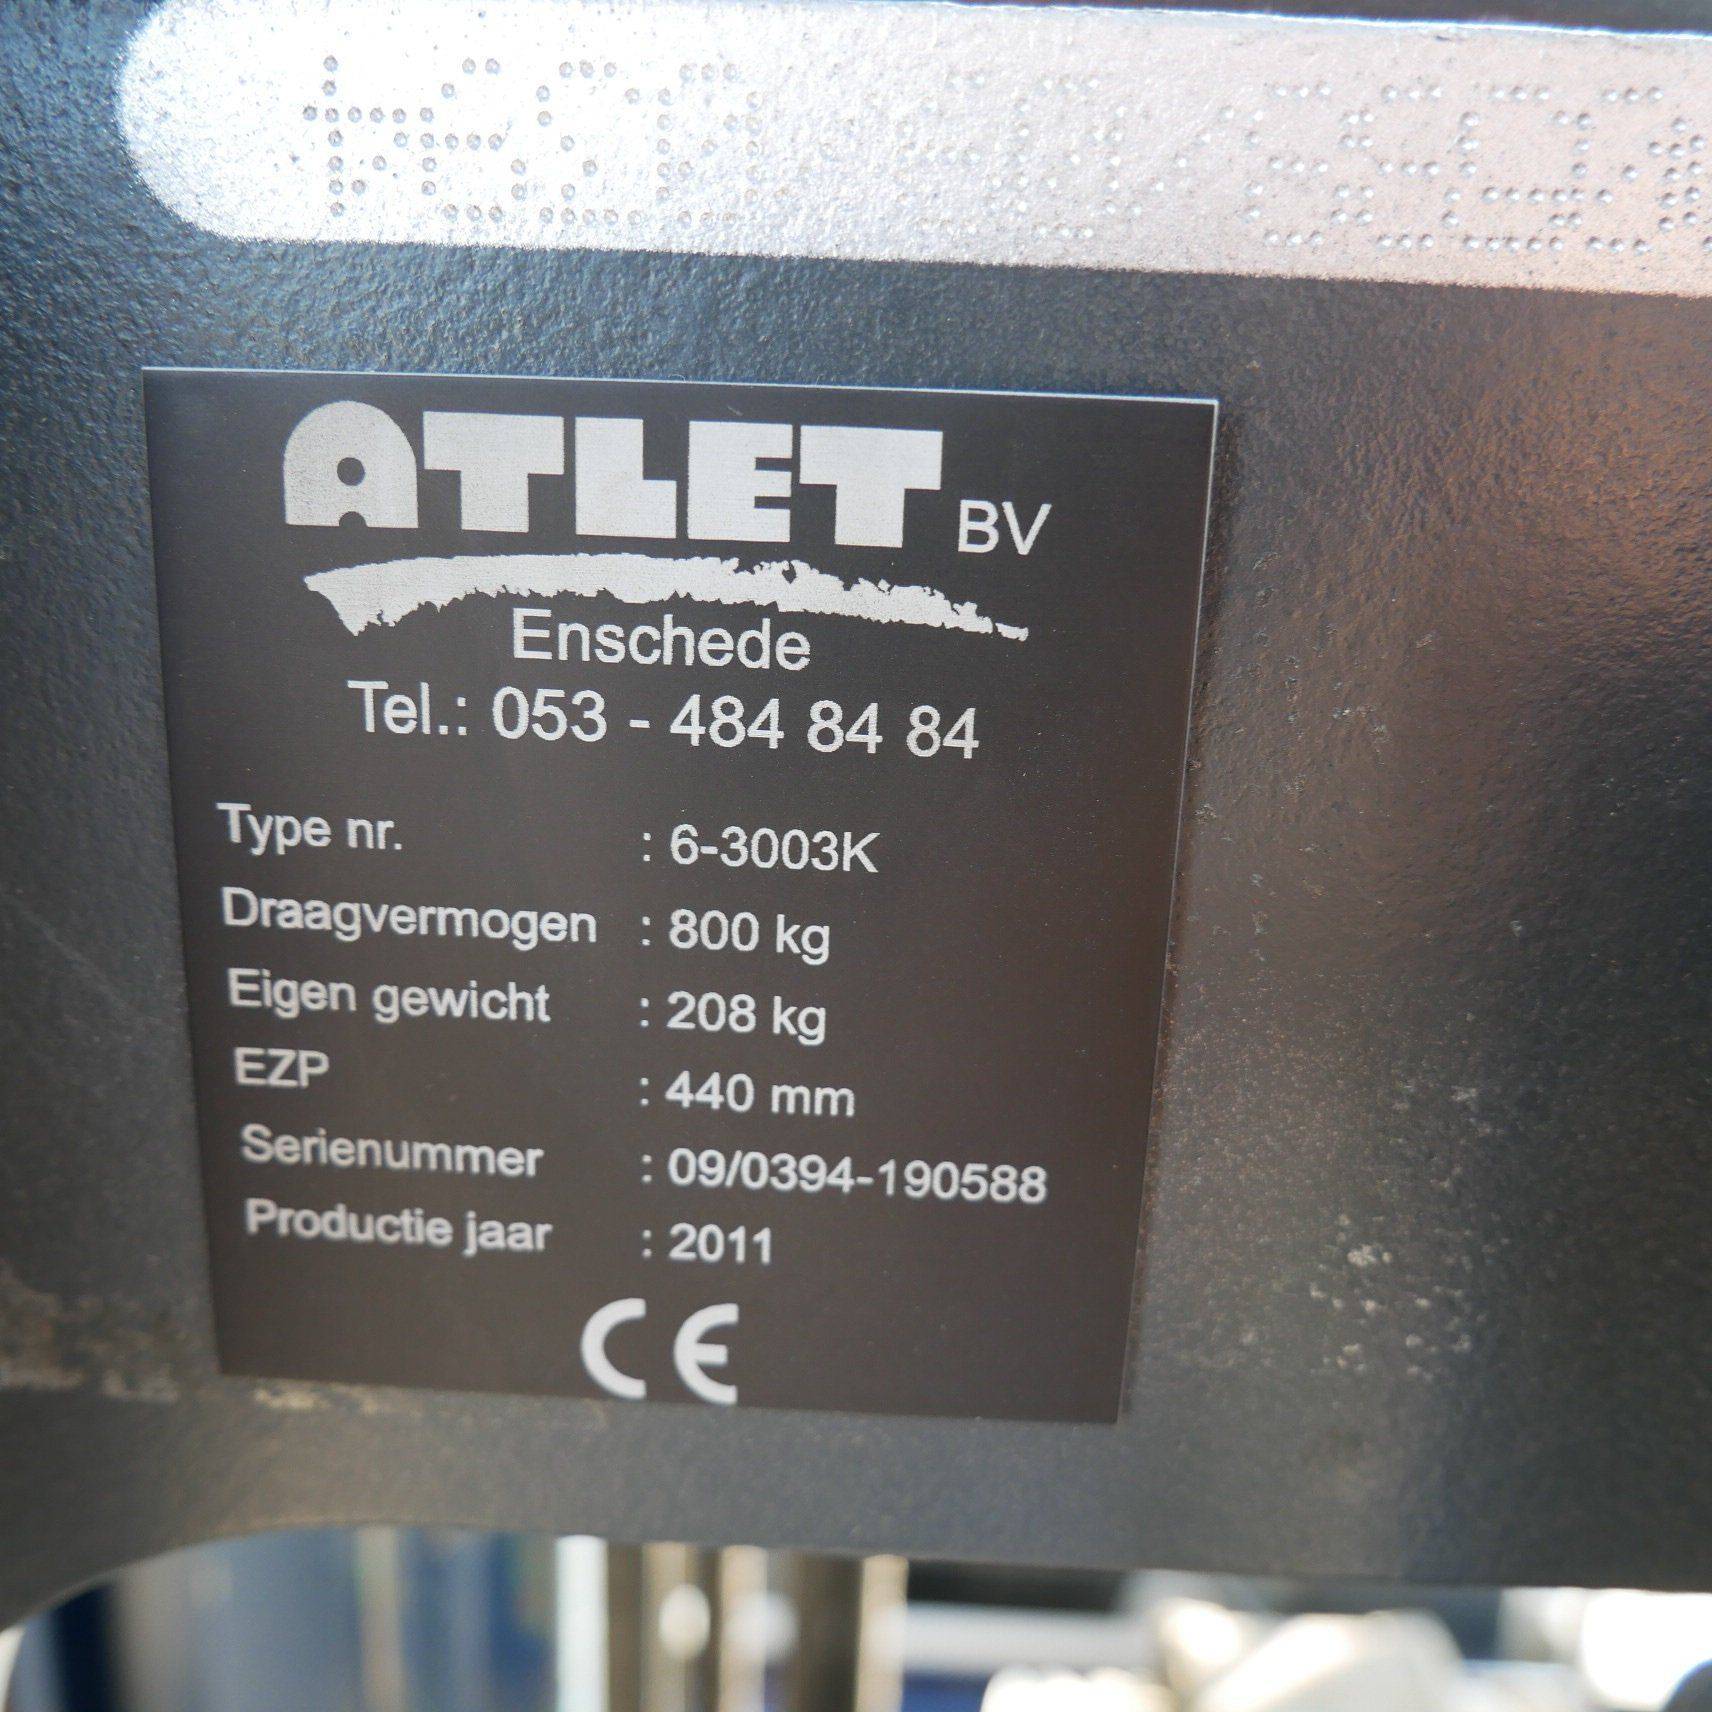 ATLET BV
Enschede
Tel.: 053 - 484 84 84
Type nr. : 6-3003K
Draagvermogen : 800 kg
Eigen gewicht : 208 kg
EZP : 440 mm
Serienummer : 09/0394-190588
Productie jaar : 2011
CE